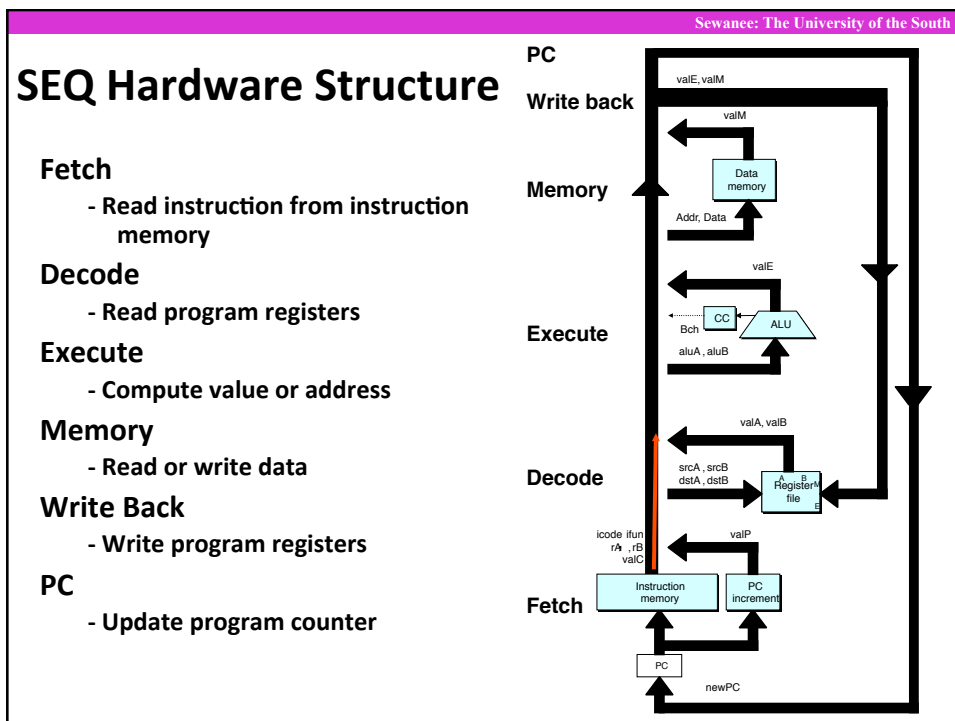 Sewanee: The University of the South
SEQ Hardware Structure
Fetch
- Read instruction from instruction
memory
Decode
- Read program registers
Execute
- Compute value or address
Memory
- Read or write data
Write Back
- Write program registers
PC
- Update program counter
PC
valE, valM
Write back
valM
Data
memory
Memory
Addr, Data
valE
CC
ALU
Bch
Execute
aluA, aluB
valA, valB
srcA, srcB
dstA, dstB
Decode
A B
Register M
file
E
icode ifun
rA, rB
valC
valP
Instruction
memory
PC
increment
Fetch
PC
newPC